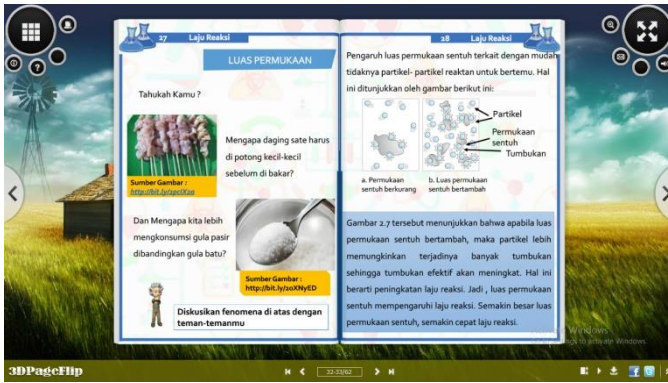 27 Laju Reaksi
LUAS PERMUKAAN
Tahukah Kamu ?
Mengapa daging sate harus
di potong kecil-kecil
sebelum di bakar?
Sumber Gambar :
Dan Mengapa kita lebih
mengkonsumsi gula pasir
dibandingkan gula batu?
Sumber Gambar :
http://bit.ly/10XNyED
Diskusikan fenomena di atas dengan
teman-temanmu
28 Laju Reaksi
Pengaruh luas permukaan sentuh terkait dengan mudah
tidaknya partikel- partikel reaktan untuk bertemu. Hal
ini ditunjukkan oleh gambar berikut ini:
Partikel
Permukaan
sentuh
Tumbukan
a. Permukaan
sentuh berkurang
b. Luas permukaan
sentuh bertambah
Gambar 2.7 tersebut menunjukkan bahwa apabila luas
permukaan sentuh bertambah, maka partikel lebih
memungkinkan terjadinya banyak tumbukan
sehingga tumbukan efektif akan meningkat. Hal ini
berarti peningkatan laju reaksi. Jadi , luas permukaan
sentuh mempengaruhi laju reaksi. Semakin besar luas
permukaan sentuh, semakin cepat laju reaksi.
Windows
to activate Windows.
3DPageFlip
32-33/62